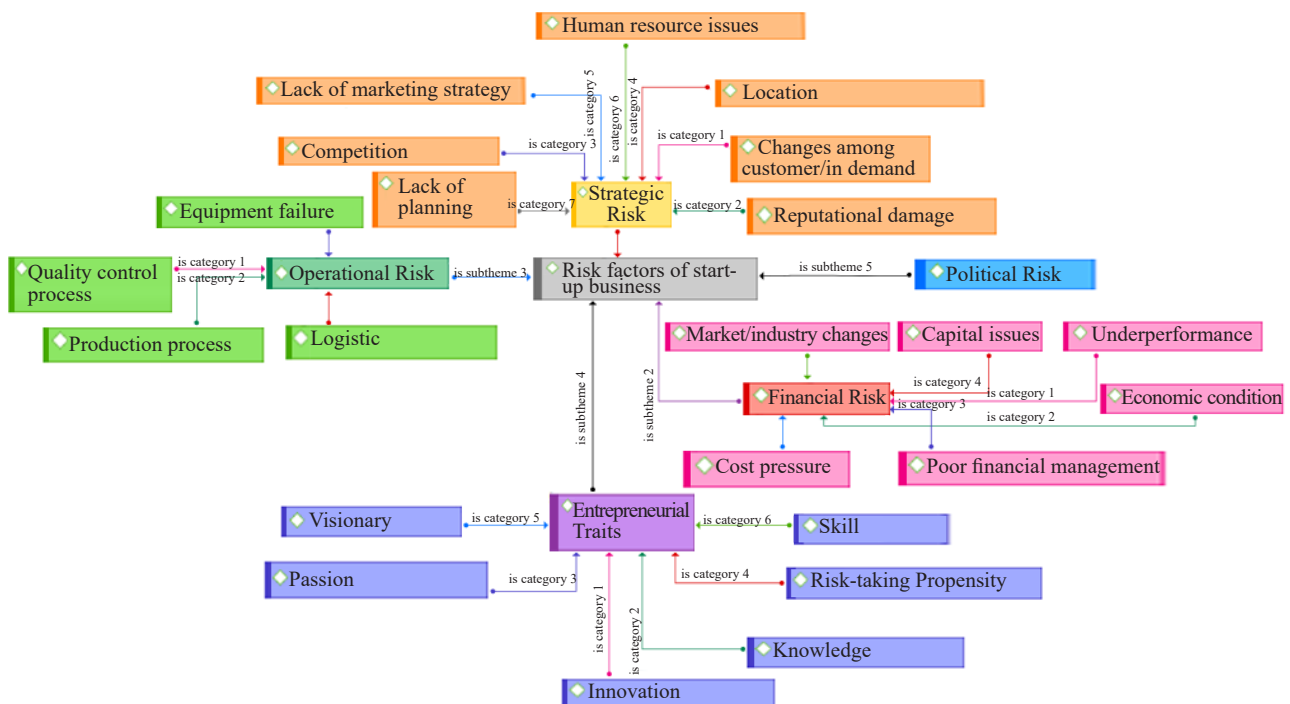 Human resource issues
Lack of marketing strategy
is category 5
is category 6
is category 4
Location
Competition
is category 3
is category 1
Changes among
customer/in demand
Lack of
planning
is category 7
Strategic
Risk
is category 2
Reputational damage
Equipment failure
Quality control
process
is category 1
is category 2
Operational Risk
is subtheme 3
Risk factors of start-
up business
is subtheme 5
Political Risk
Production process
Logistic
Market/industry changes
Capital issues
Underperformance
is subtheme 4
is subtheme 2
Financial Risk
is category 4
is category 1
is category 3
Economic condition
is category 2
Cost pressure
Poor financial management
Visionary
is category 5
Entrepreneurial
Traits
is category 6
Skill
Passion
is category 3
is category 1
is category 2
is category 4
Risk-taking Propensity
Knowledge
Innovation